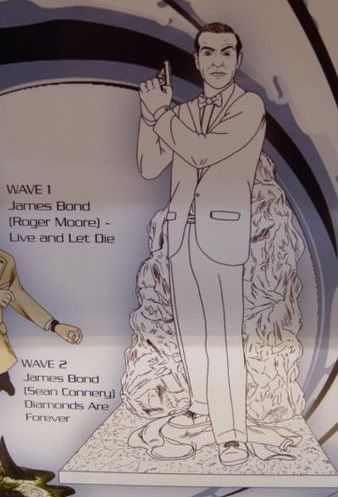 WAVE 1
James Bond
(Roger Moore) -
Live and Let Die
WAVE 2
James Bond
(Sean Connery)
Diamonds Are
Forever